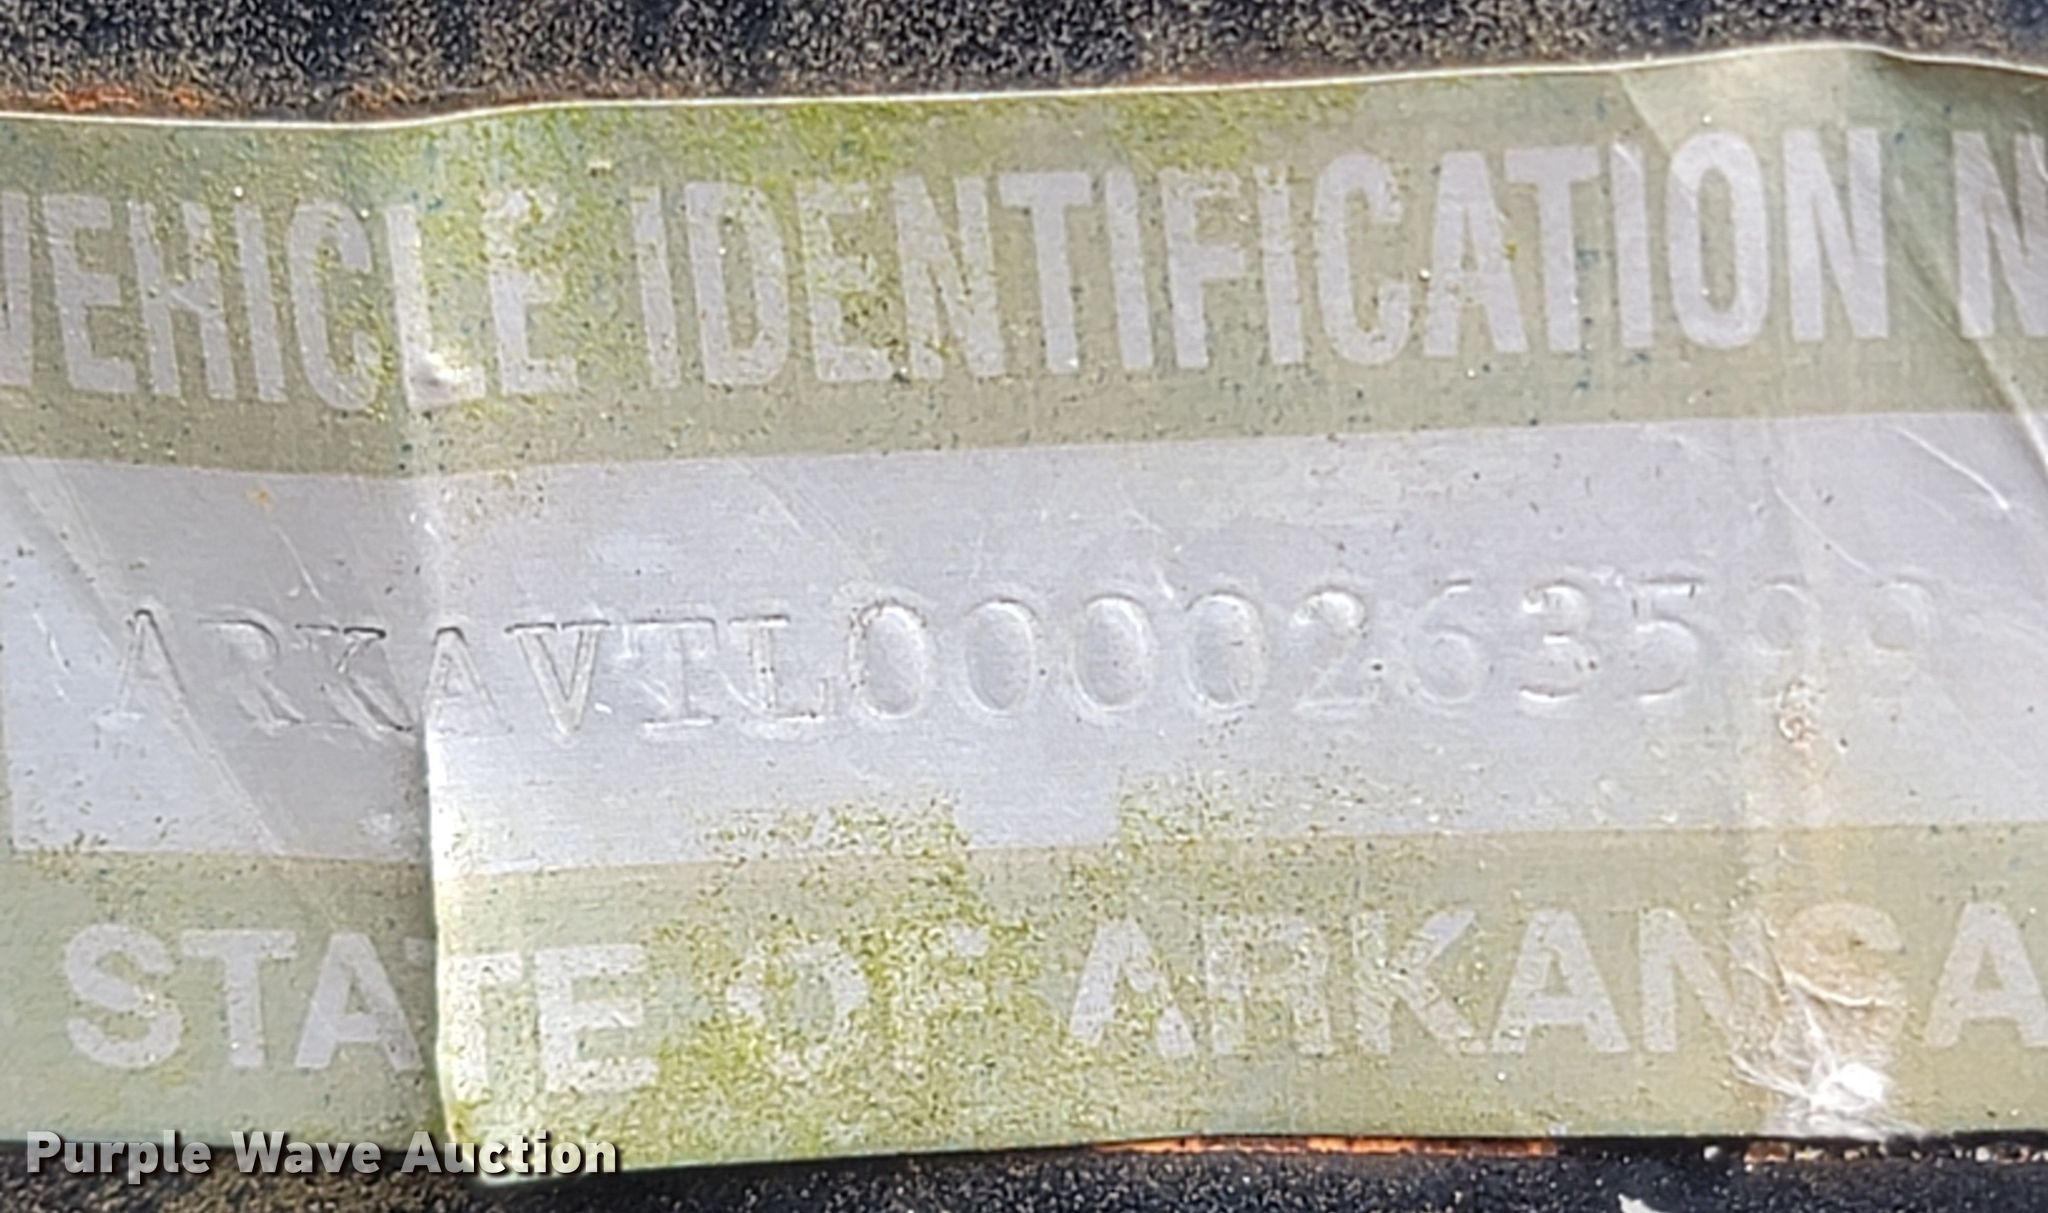 VEHICLE IDENTIFICATION N
ARKAVTL0000263599
STATE OF ARKANSA
Purple Wave Auction